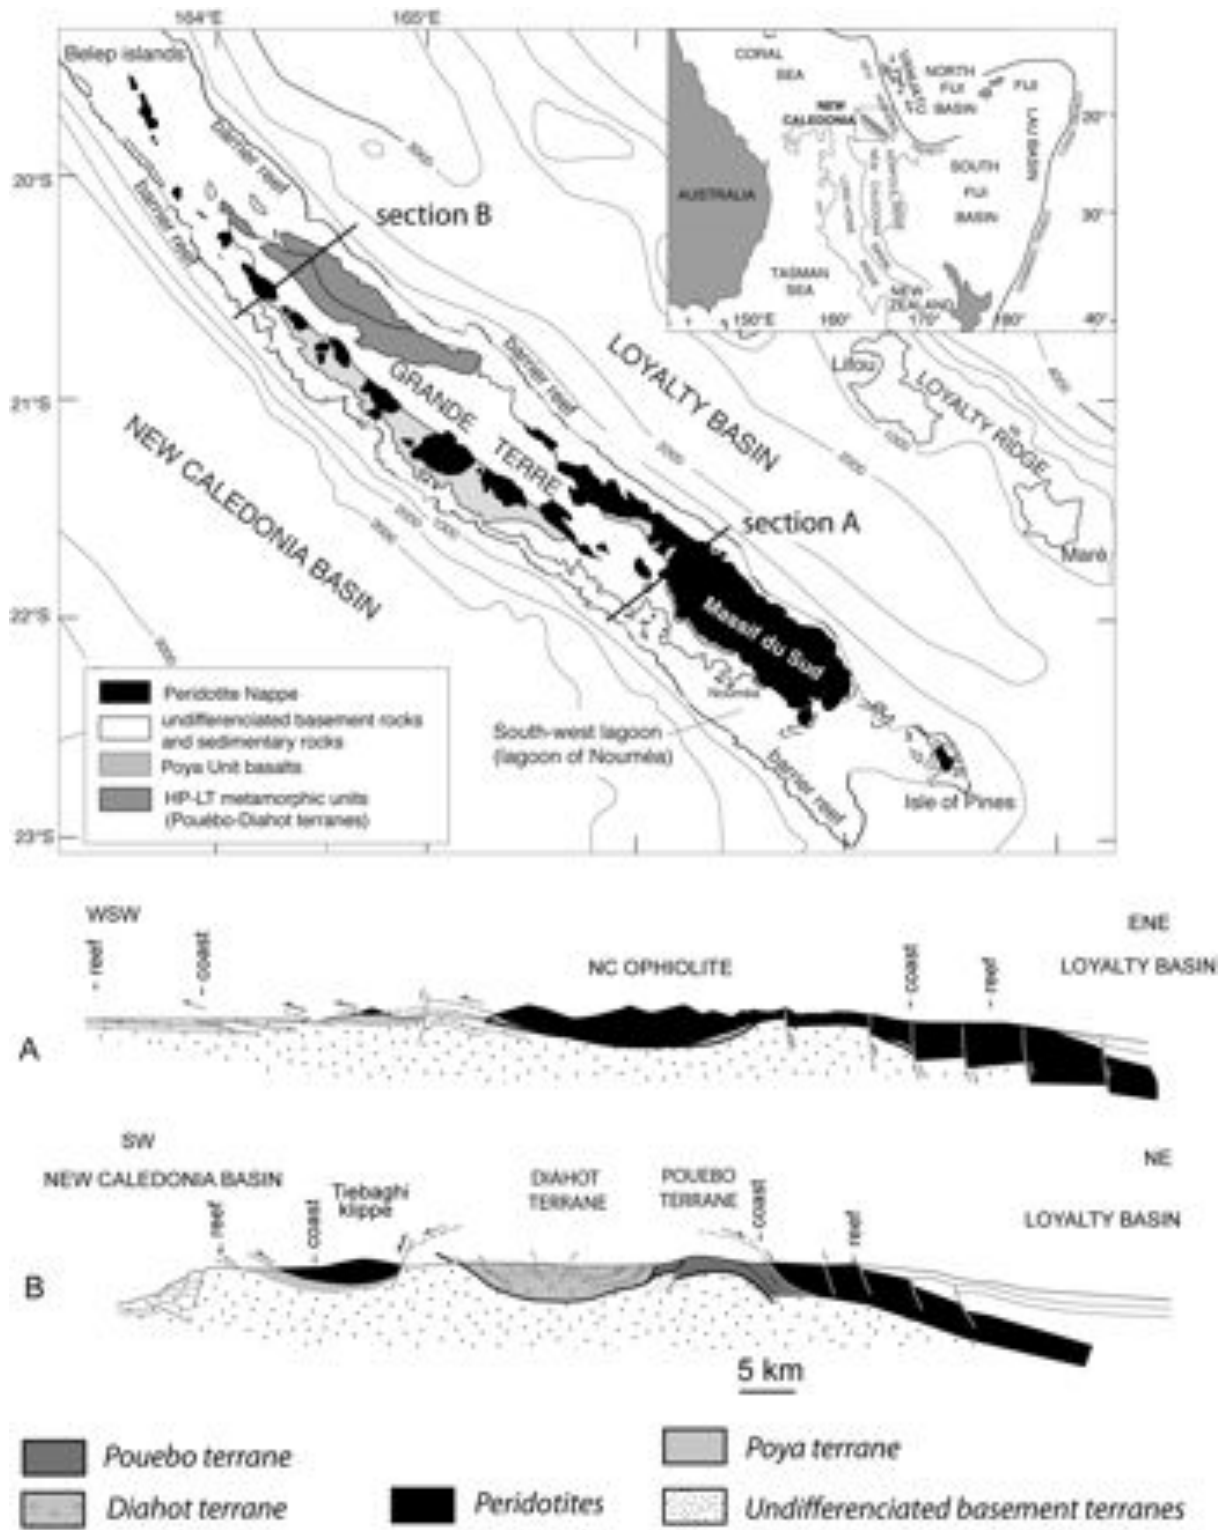 164°E
165°E
Belep islands
barrier reef
barrier reef
20°S
section B
3000
CORAL
SEA
NEW
CALEDONIA
NORTH
FIJI
BASIN
FIJI
LAU BASIN
20°
SOUTH
FIJI
BASIN
30°
AUSTRALIA
TASMAN
SEA
NEW
ZEALAND
150°E
160°
170°
180°
40°
21°S
GRANDE TERRE
barrier reef
LOYALTY BASIN
Lifou
LOYALTY RIDGE
4000
1000
2000
2000
Maré
NEW CALEDONIA BASIN
section A
22°S
Massif du Sud
Nouméa
South-west lagoon
(lagoon of Nouméa)
barrier reef
Isle of Pines
Peridotite Nappe
undifferenciated basement rocks
and sedimentary rocks
Poya Unit basalts
HP-LT metamorphic units
(Pouébo-Diahot terranes)
23°S
WSW
ENE
reef
coast
NC OPHIOLITE
coast
reef
LOYALTY BASIN
A
SW
NE
NEW CALEDONIA BASIN
Tiebaghi
klippe
DIAHOT
TERRANE
POUEBO
TERRANE
reef
coast
coast
reef
LOYALTY BASIN
B
5 km
Pouebo terrane
Poya terrane
Diahot terrane
Peridotites
Undifferenciated basement terranes